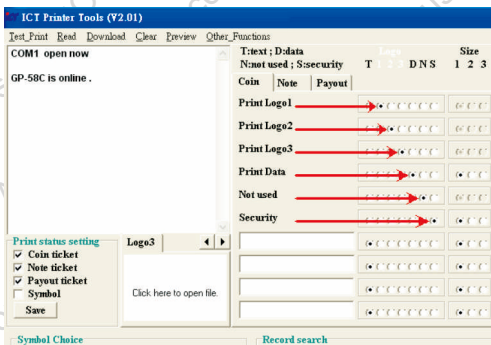 ICT Printer Tools (V2.01)
Test_Print Read Download Clear Preview Other_Functions
COM1 open now
GP-58C is online .
T:text ; D:data
N:not used ; S:security
Logo
T 1 2 3 D N S
Size
1 2 3
Coin Note Payout
Print Logo1
Print Logo2
Print Logo3
Print Data
Not used
Security
Print status setting
Coin ticket
Note ticket
Payout ticket
Symbol
Save
Logo3
Click here to open file.
Symbol Choice
Record search